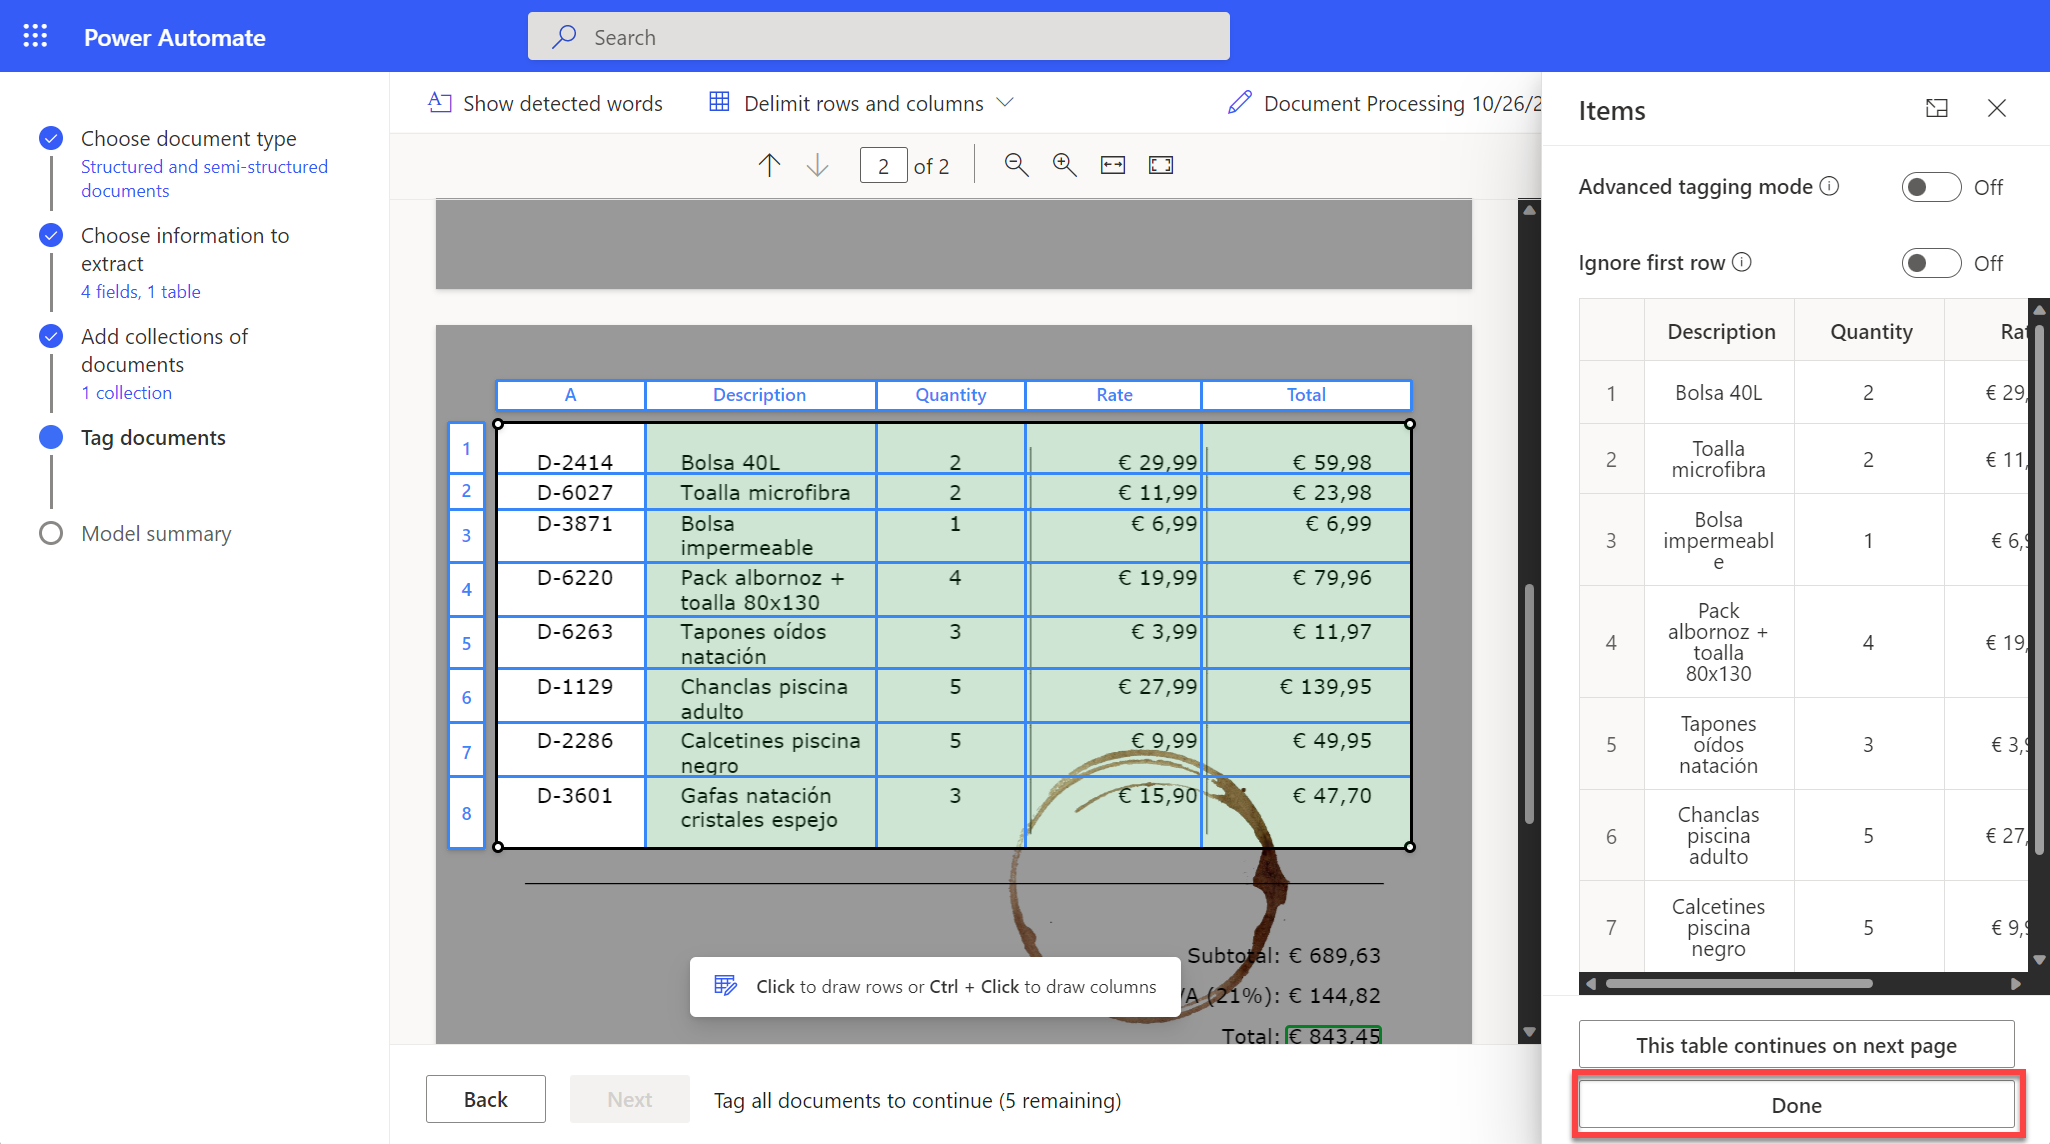 Power Automate
Search
Choose document type
Structured and semi-structured
documents
Choose information to
extract
4 fields, 1 table
Add collections of
documents
1 collection
Tag documents
Model summary
Show detected words
Delimit rows and columns
Document Processing 10/26/2
2 of 2
A Description Quantity Rate Total
1 D-2414 Bolsa 40L 2 € 29,99 € 59,98
2 D-6027 Toalla microfibra 2 € 11,99 € 23,98
3 D-3871 Bolsa 1 € 6,99 € 6,99
impermeable
4 D-6220 Pack albornoz + 4 € 19,99 € 79,96
toalla 80x130
5 D-6263 Tapones oídos 3 € 3,99 € 11,97
natación
6 D-1129 Chanclas piscina 5 € 27,99 € 139,95
adulto
7 D-2286 Calcetines piscina 5 € 9,99 € 49,95
negro
8 D-3601 Gafas natación 3 € 15,90 € 47,70
cristales espejo
Subtotal: € 689,63
/A (21%): € 144,82
Total: € 843,45
Click to draw rows or Ctrl + Click to draw columns
Back
Next
Tag all documents to continue (5 remaining)
Items
Advanced tagging mode
Off
Ignore first row
Off
Description Quantity Rat
1 Bolsa 40L 2 € 29,
2 Toalla 2 € 11,
microfibra
3 Bolsa 1 € 6,9
impermeabl
e
4 Pack 4 € 19,
albornoz +
toalla
80x130
5 Tapones 3 € 3,9
oídos
natación
6 Chanclas 5 € 27,
piscina
adulto
7 Calcetines 5 € 9,9
piscina
negro
This table continues on next page
Done